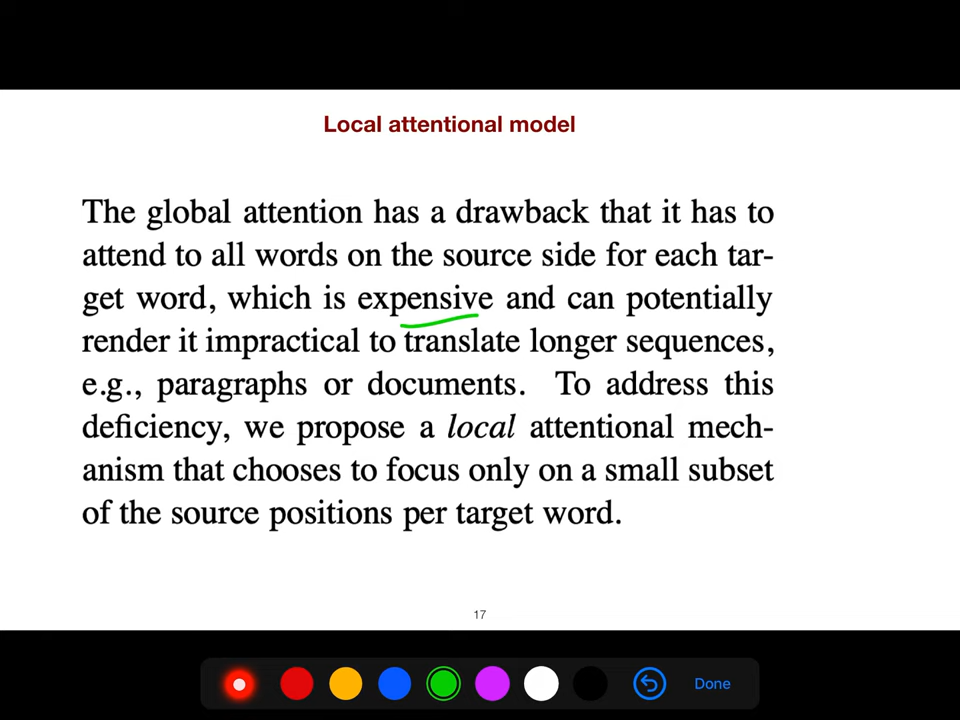 Local attentional model
The global attention has a drawback that it has to
attend to all words on the source side for each tar-
get word, which is expensive and can potentially
render it impractical to translate longer sequences,
e.g., paragraphs or documents. To address this
deficiency, we propose a local attentional mech-
anism that chooses to focus only on a small subset
of the source positions per target word.
17
Done